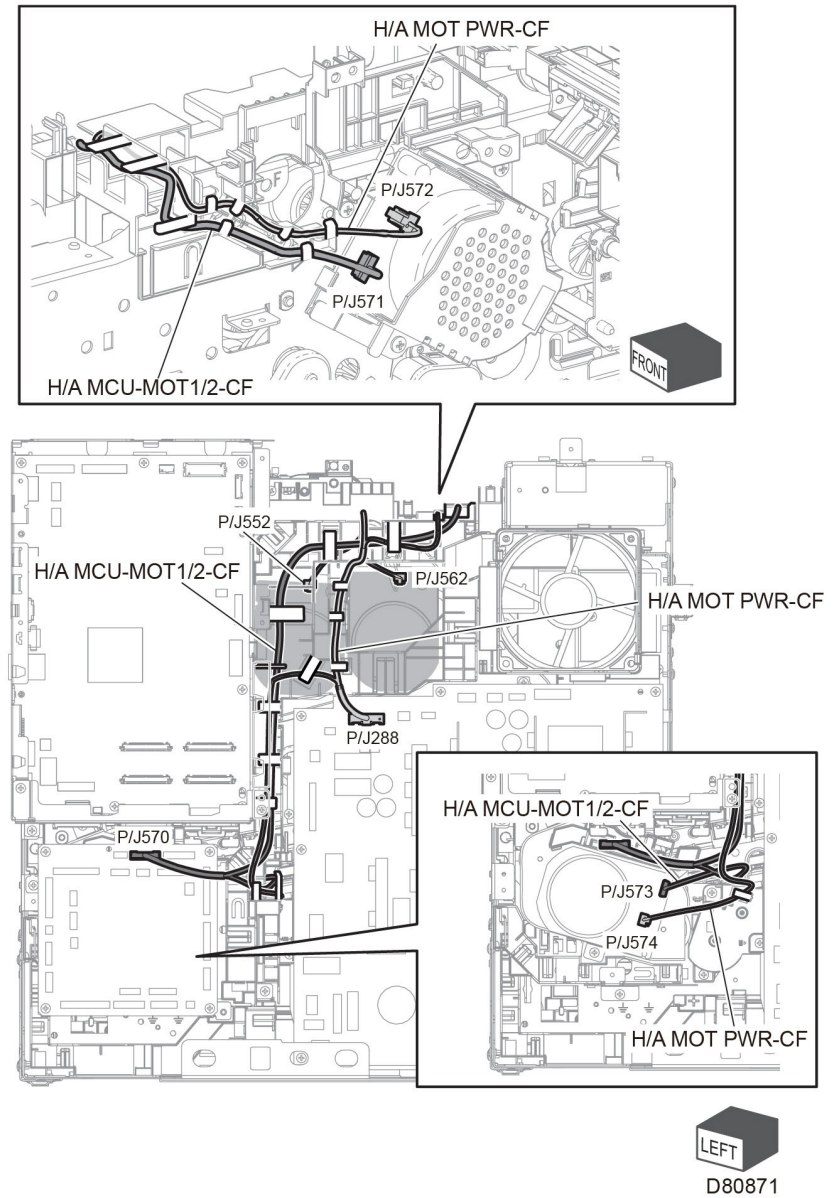 H/A MOT PWR-CF
F
P/J572
P/J571
H/A MCU-MOT1/2-CF
FRONT
P/J552
H/A MCU-MOT1/2-CF
P/J562
H/A MOT PWR-CF
P/J288
P/J570
H/A MCU-MOT1/2-CF
P/J573
P/J574
H/A MOT PWR-CF
LEFT
D80871